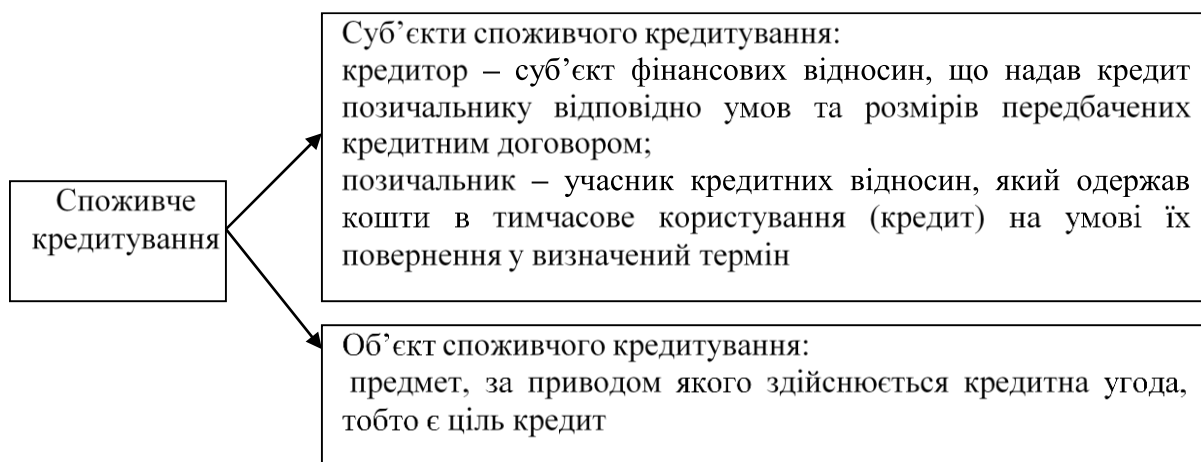 Суб’єкти споживчого кредитування:
кредитор – суб’єкт фінансових відносин, що надав кредит
позичальнику відповідно умов та розмірів передбачених
кредитним договором;
позичальник – учасник кредитних відносин, який одержав
кошти в тимчасове користування (кредит) на умові їх
повернення у визначений термін
Споживче
кредитування
Об’єкт споживчого кредитування:
предмет, за приводом якого здійснюється кредитна угода,
тобто є ціль кредит